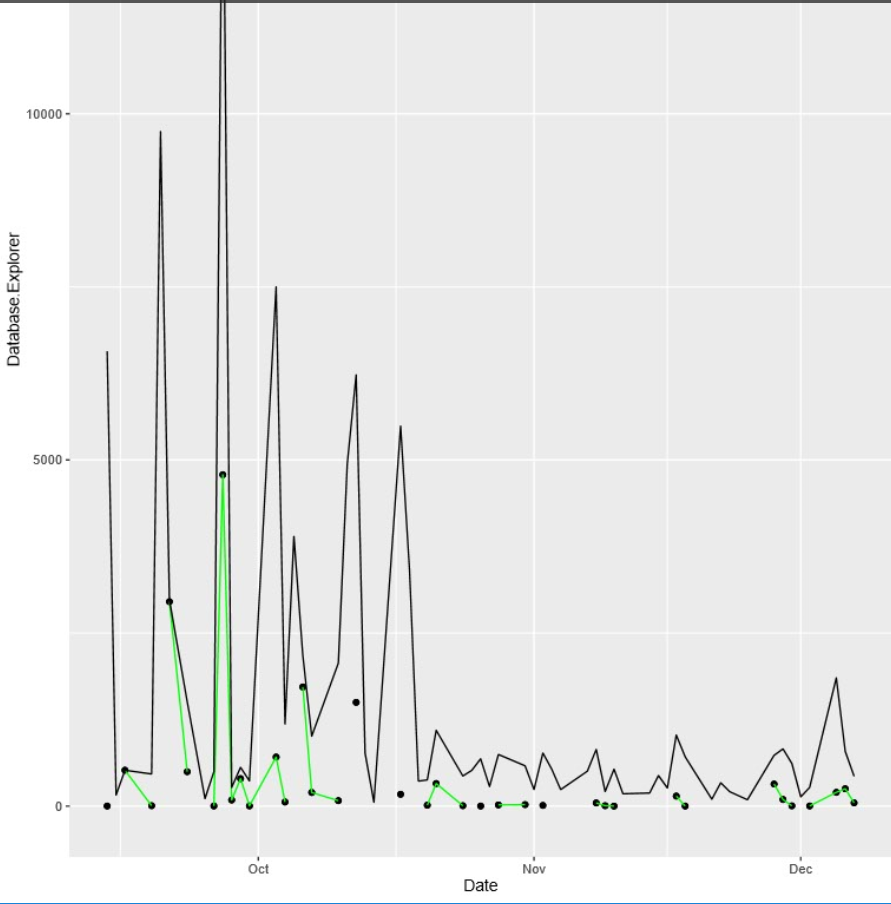 10000
Database.Explorer
5000
0
Oct
Nov
Dec
Date